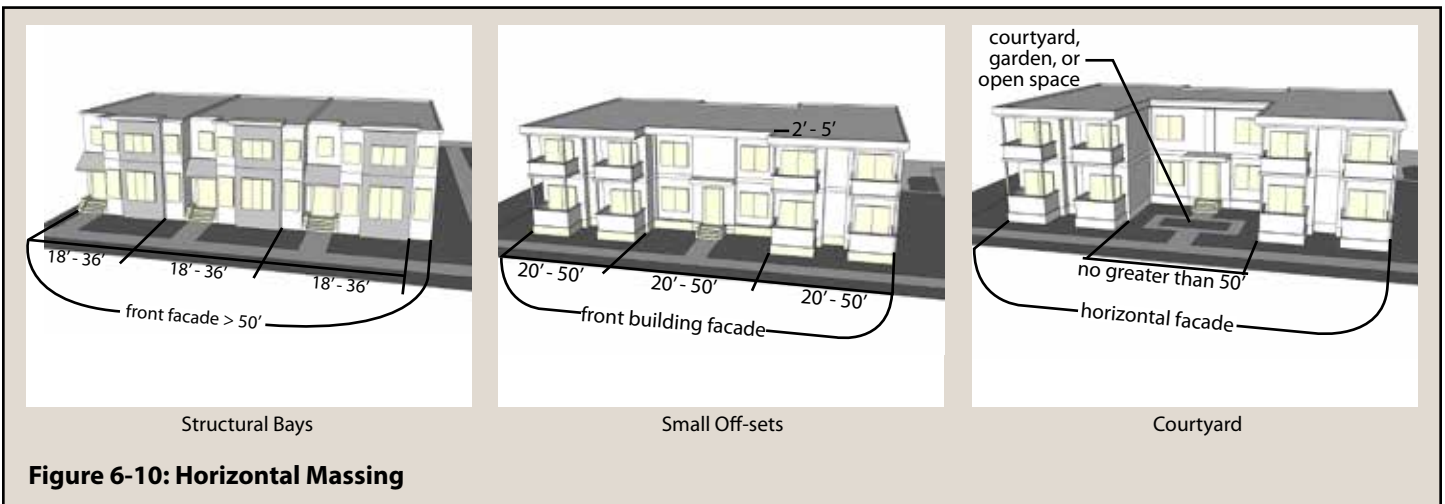 18' - 36'
18' - 36'
18' - 36'
front facade > 50'
Structural Bays
2' - 5'
20' - 50'
20' - 50'
20' - 50'
front building facade
Small Off-sets
courtyard,
garden, or
open space
no greater than 50'
horizontal facade
Courtyard
Figure 6-10: Horizontal Massing